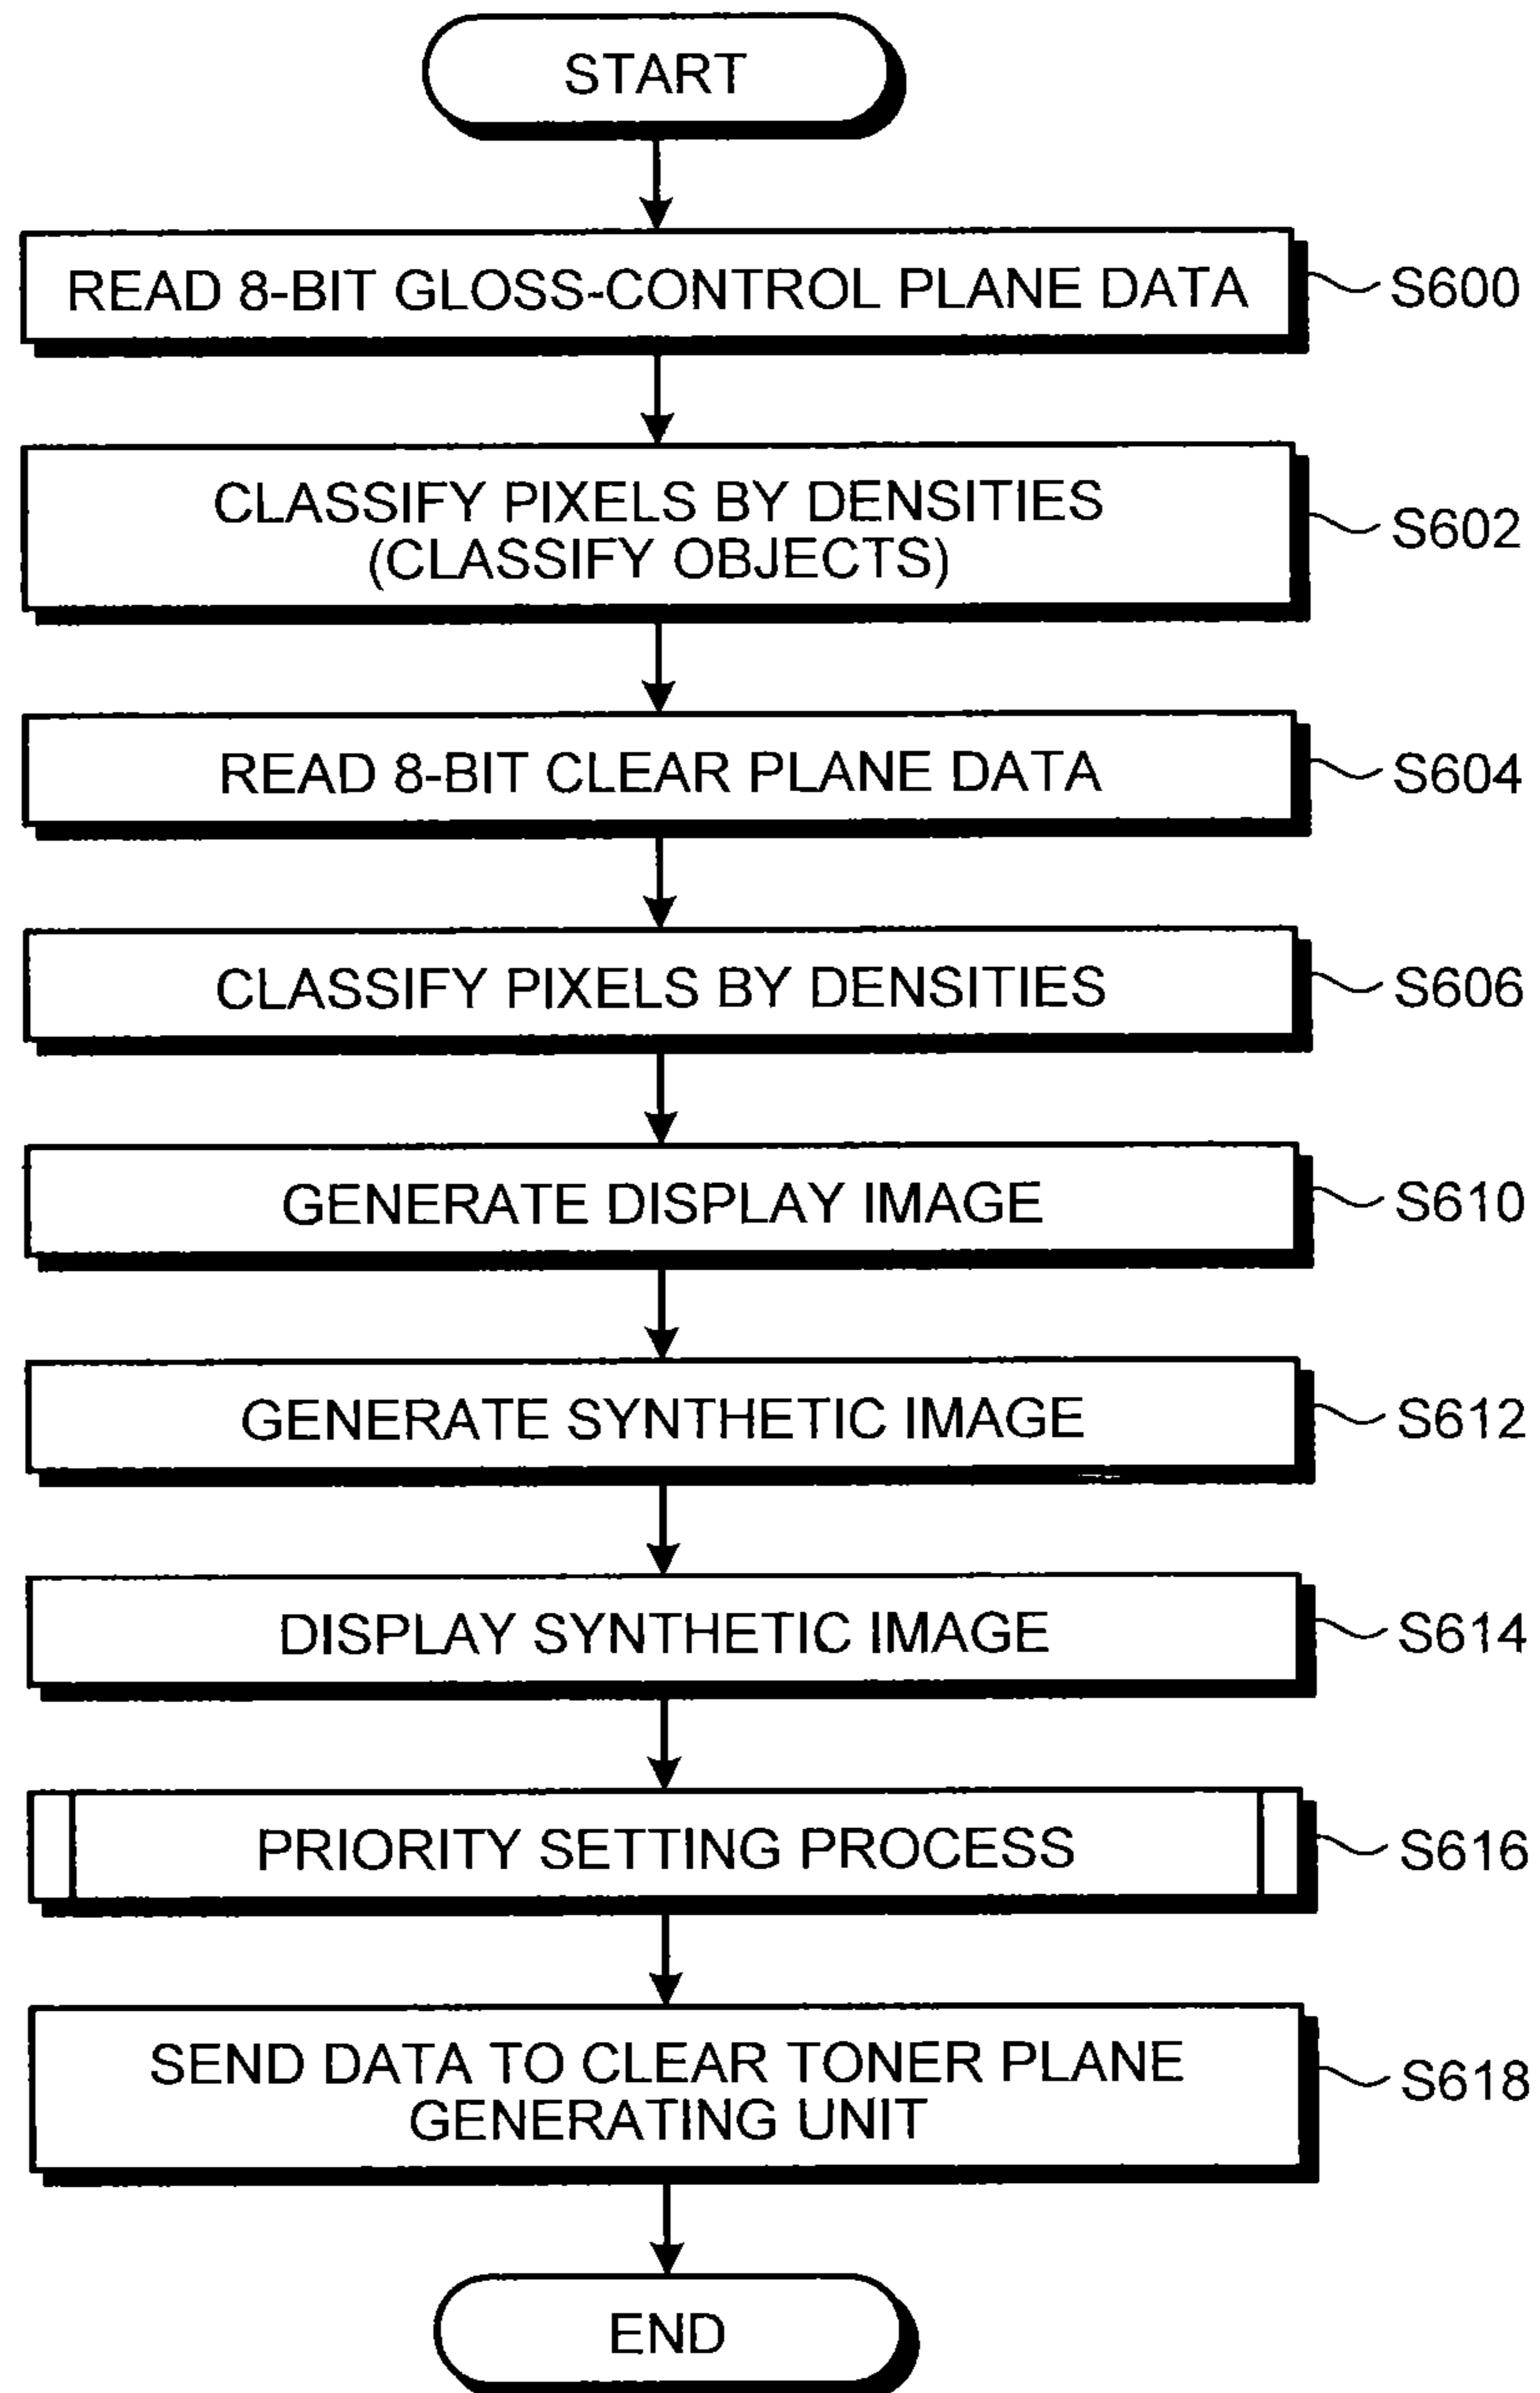 START
READ 8-BIT GLOSS-CONTROL PLANE DATA
S600
CLASSIFY PIXELS BY DENSITIES
(CLASSIFY OBJECTS)
S602
READ 8-BIT CLEAR PLANE DATA
S604
CLASSIFY PIXELS BY DENSITIES
S606
GENERATE DISPLAY IMAGE
S610
GENERATE SYNTHETIC IMAGE
S612
DISPLAY SYNTHETIC IMAGE
S614
PRIORITY SETTING PROCESS
S616
SEND DATA TO CLEAR TONER PLANE
GENERATING UNIT
S618
END